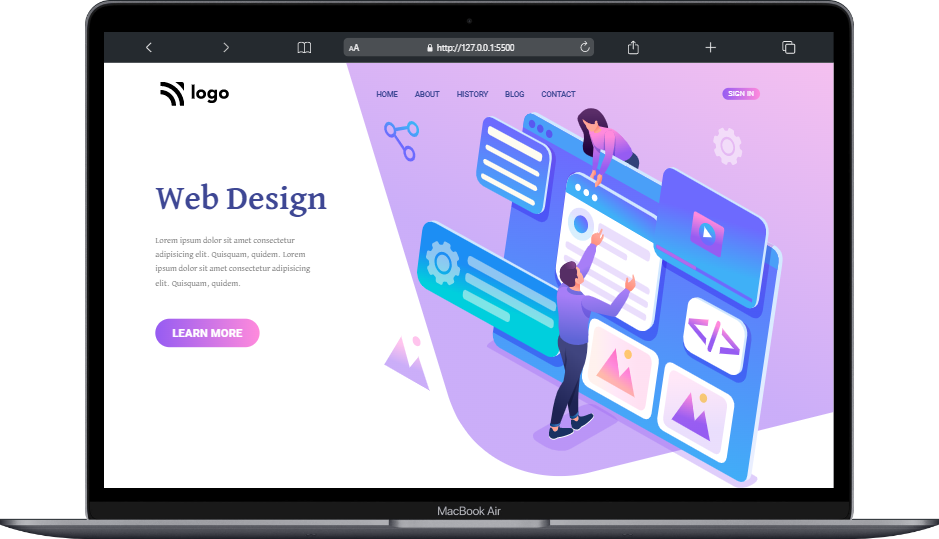 AA
http://127.0.0.1:5500
logo
HOME ABOUT HISTORY BLOG CONTACT
SIGN IN
Web Design
Lorem ipsum dolor sit amet consectetur
adipisicing elit. Quisquam, quidem. Lorem
ipsum dolor sit amet consectetur adipisicing
elit. Quisquam, quidem.
LEARN MORE
</>
MacBook Air